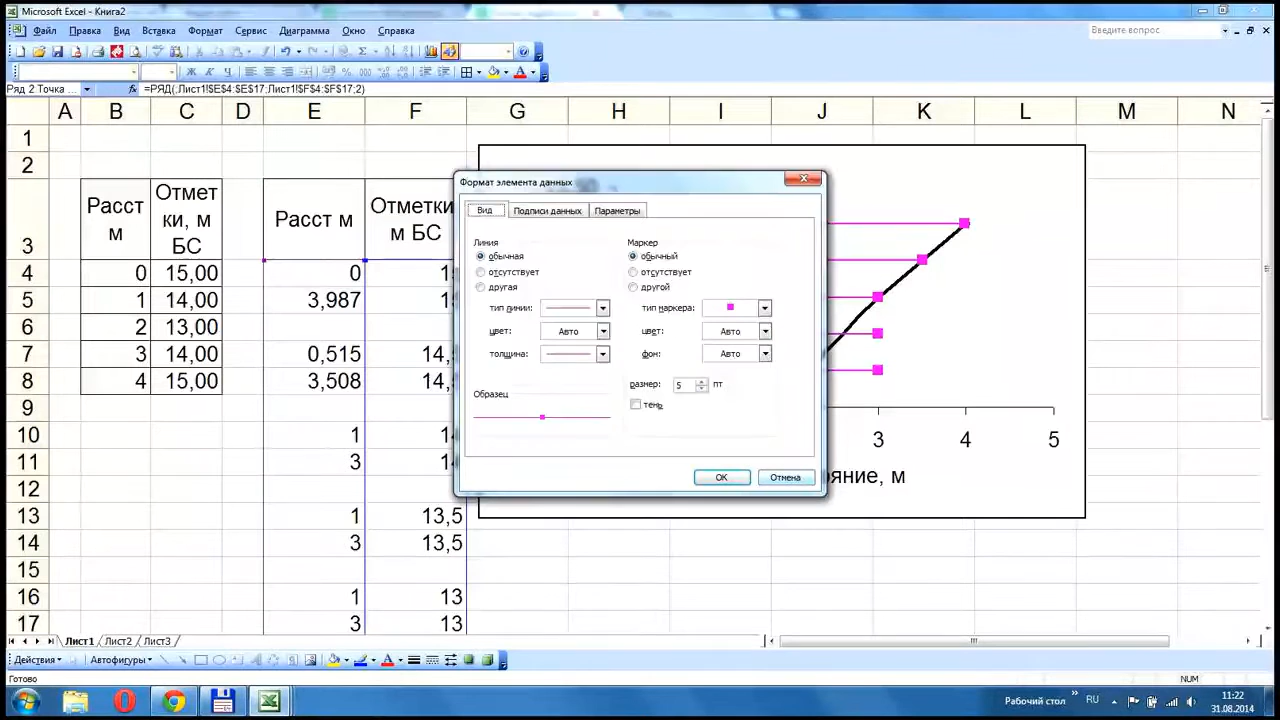 Microsoft Excel - Книга2
Файл Правка Вид Вставка Формат Сервис Диаграмма Окно Справка
Введите вопрос
Ж К Ч
Ряд 2 Точка ...
fx =РЯД(;Лист1!$E$4:$E$17;Лист1!$F$4:$F$17;2)
A B C D E F G H I J K L M N
1
2
3 Расст м Отметки, м БС Расст м Отметки м БС
4 0 15,00 0
5 1 14,00 3,987
6 2 13,00
7 3 14,00 0,515 14,
8 4 15,00 3,508 14,
9
10 1
11 3
12
13 1 13,5
14 3 13,5
15
16 1 13
17 3 13
Формат элемента данных
Вид Подписи данных Параметры
Линия
обычная
отсутствует
другая
тип линии:
цвет: Авто
толщина:
Образец
Маркер
обычный
отсутствует
другой
тип маркера:
цвет: Авто
фон: Авто
размер: 5 пт
тень
ОК Отмена
3 4 5
яние, м
Лист1 Лист2 Лист3
Действия Автофигуры
Готово
NUM
Рабочий стол
RU
11:22
31.08.2014